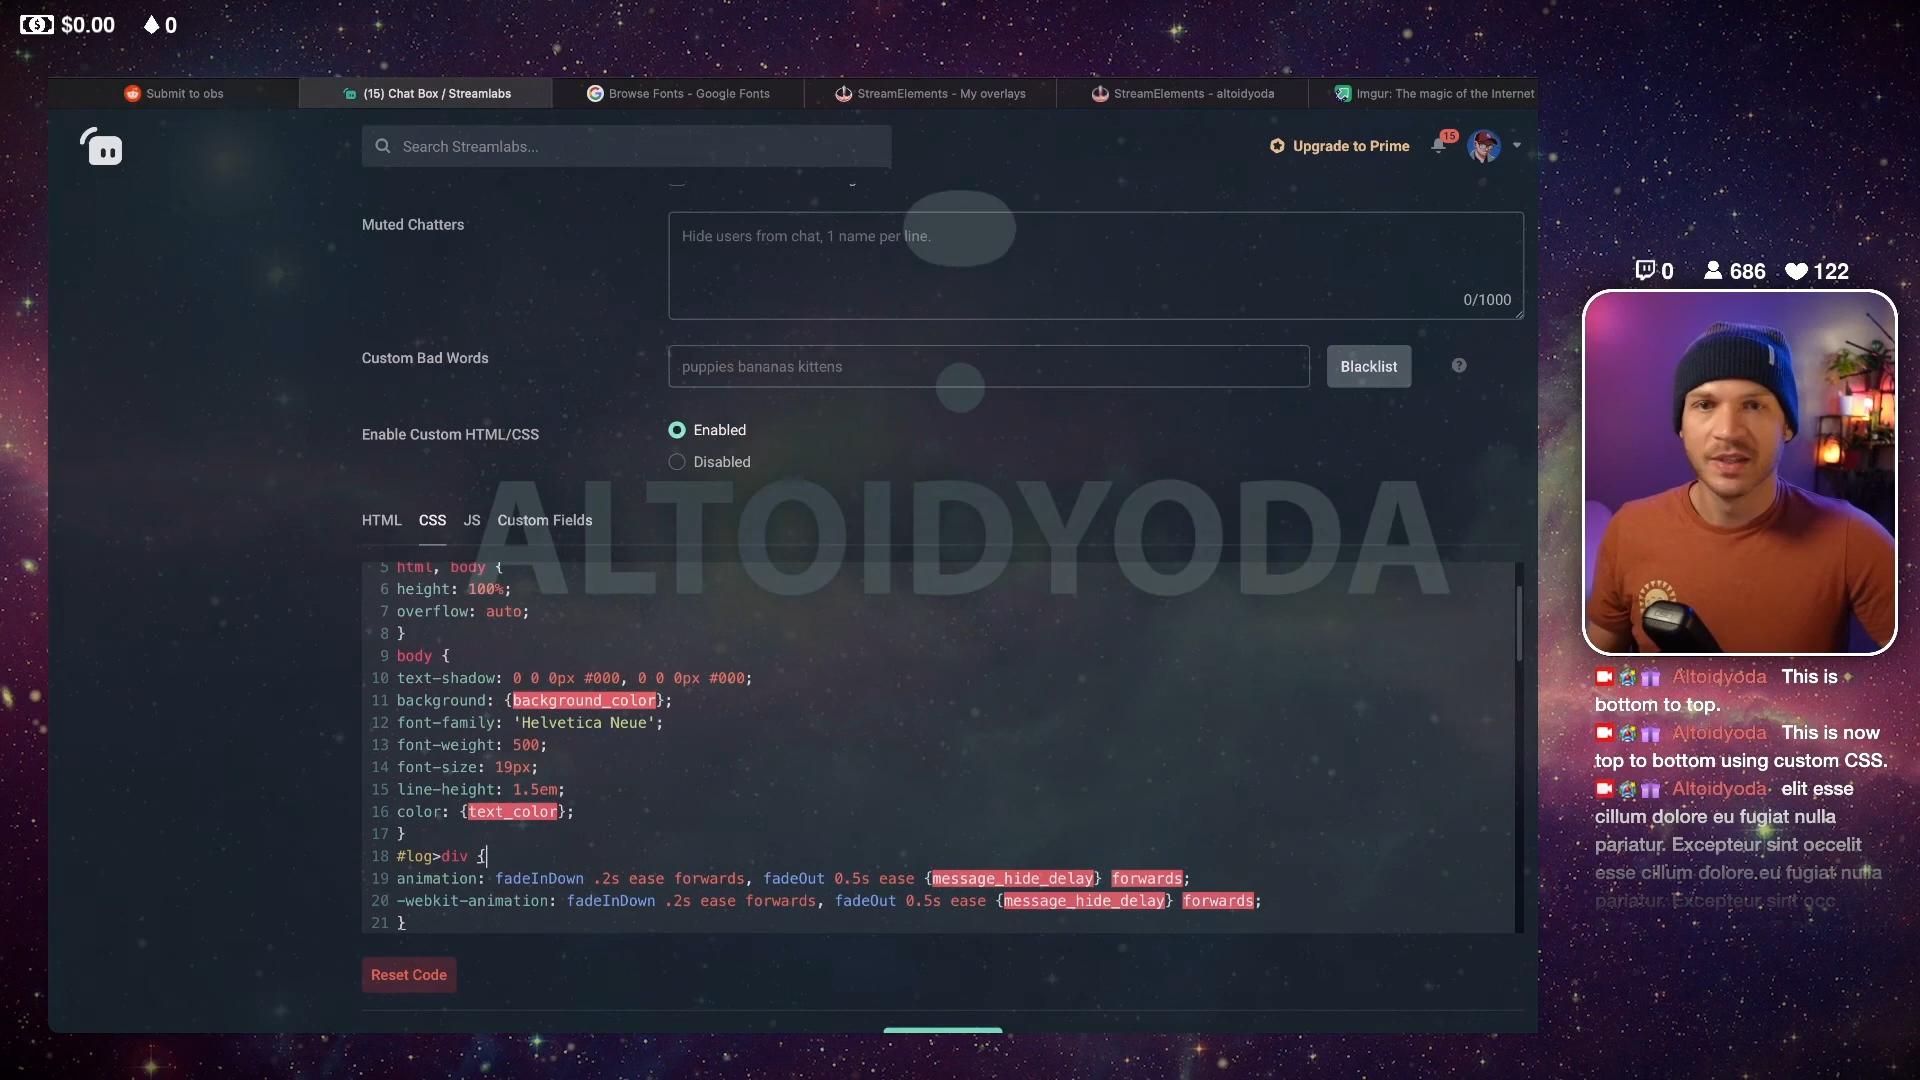 $0.00 0
Submit to obs
(15) Chat Box / Streamlabs
Browse Fonts - Google Fonts
StreamElements - My overlays
StreamElements - altoidyoda
Imgur: The magic of the Internet
Search Streamlabs...
Upgrade to Prime
15
Muted Chatters
Hide users from chat, 1 name per line.
0/1000
Custom Bad Words
puppies bananas kittens
Blacklist
?
Enable Custom HTML/CSS
Enabled
Disabled
HTML CSS JS Custom Fields
ALTOIDYODA
5 html, body {
6 height: 100%;
7 overflow: auto;
8 }
9 body {
10 text-shadow: 0 0 0px #000, 0 0 0px #000;
11 background: {background_color};
12 font-family: 'Helvetica Neue';
13 font-weight: 500;
14 font-size: 19px;
15 line-height: 1.5em;
16 color: {text_color};
17 }
18 #log>div {
19 animation: fadeInDown .2s ease forwards, fadeOut 0.5s ease {message_hide_delay} forwards;
20 -webkit-animation: fadeInDown .2s ease forwards, fadeOut 0.5s ease {message_hide_delay} forwards;
21 }
Reset Code
0 686 122
Altoidyoda This is
bottom to top.
Altoidyoda This is now
top to bottom using custom CSS.
Altoidyoda elit esse
cillum dolore eu fugiat nulla
pariatur. Excepteur sint occelit
esse cillum dolore eu fugiat nulla
pariatur. Excepteur sint occ